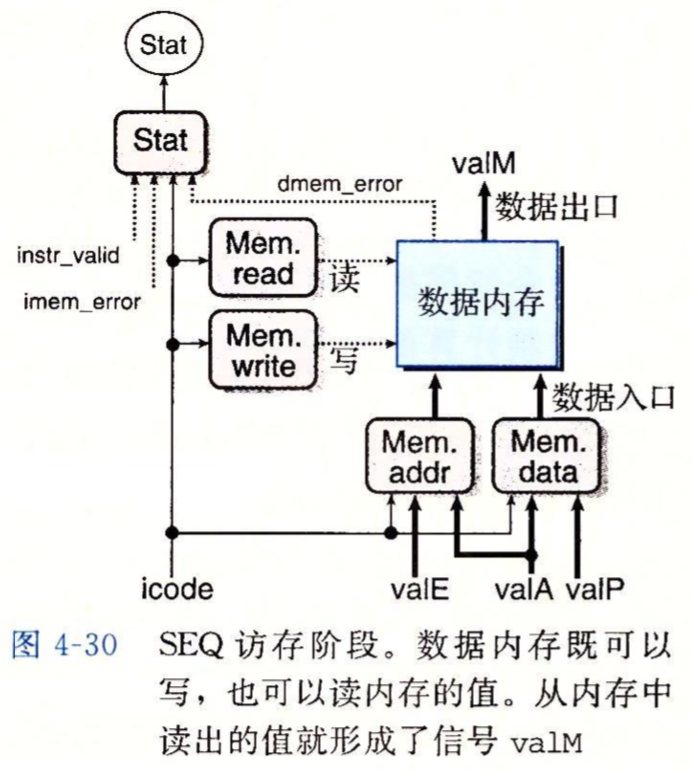 Stat
Stat
valM
dmem_error
数据出口
instr_valid
Mem.
read
读
数据内存
imem_error
Mem.
write
写
数据入口
Mem.
addr
Mem.
data
icode
valE
valA
valP
图 4-30 SEQ 访存阶段。数据内存既可以
写，也可以读内存的值。从内存中
读出的值就形成了信号 valM